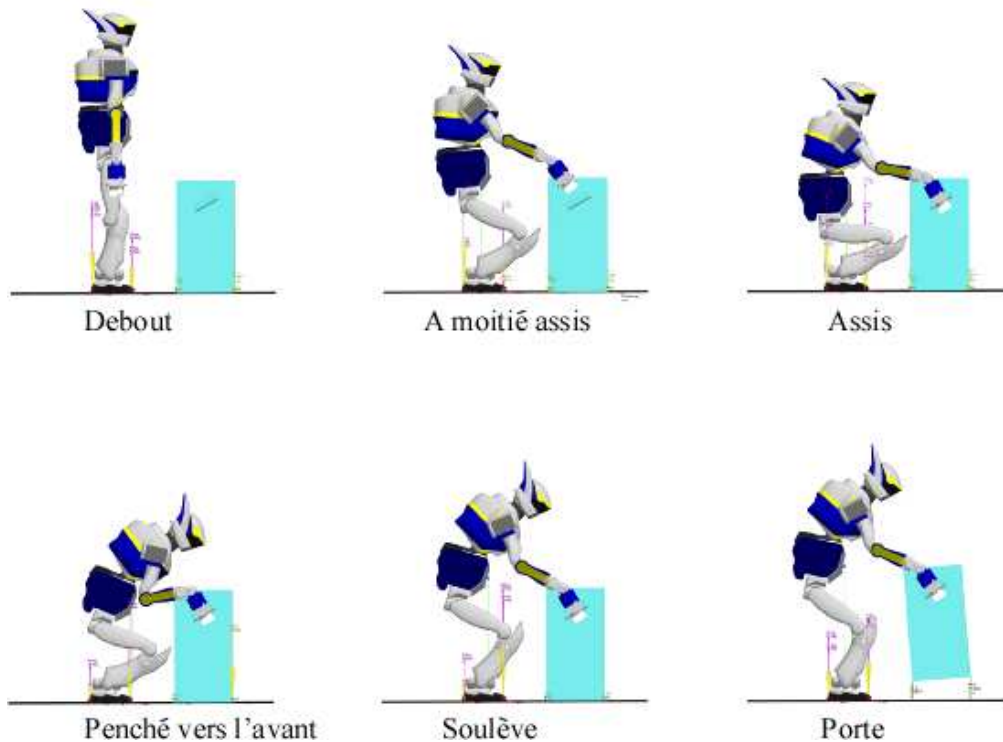 Debout
A moitié assis
Assis
Penché vers l'avant
Soulève
Porte